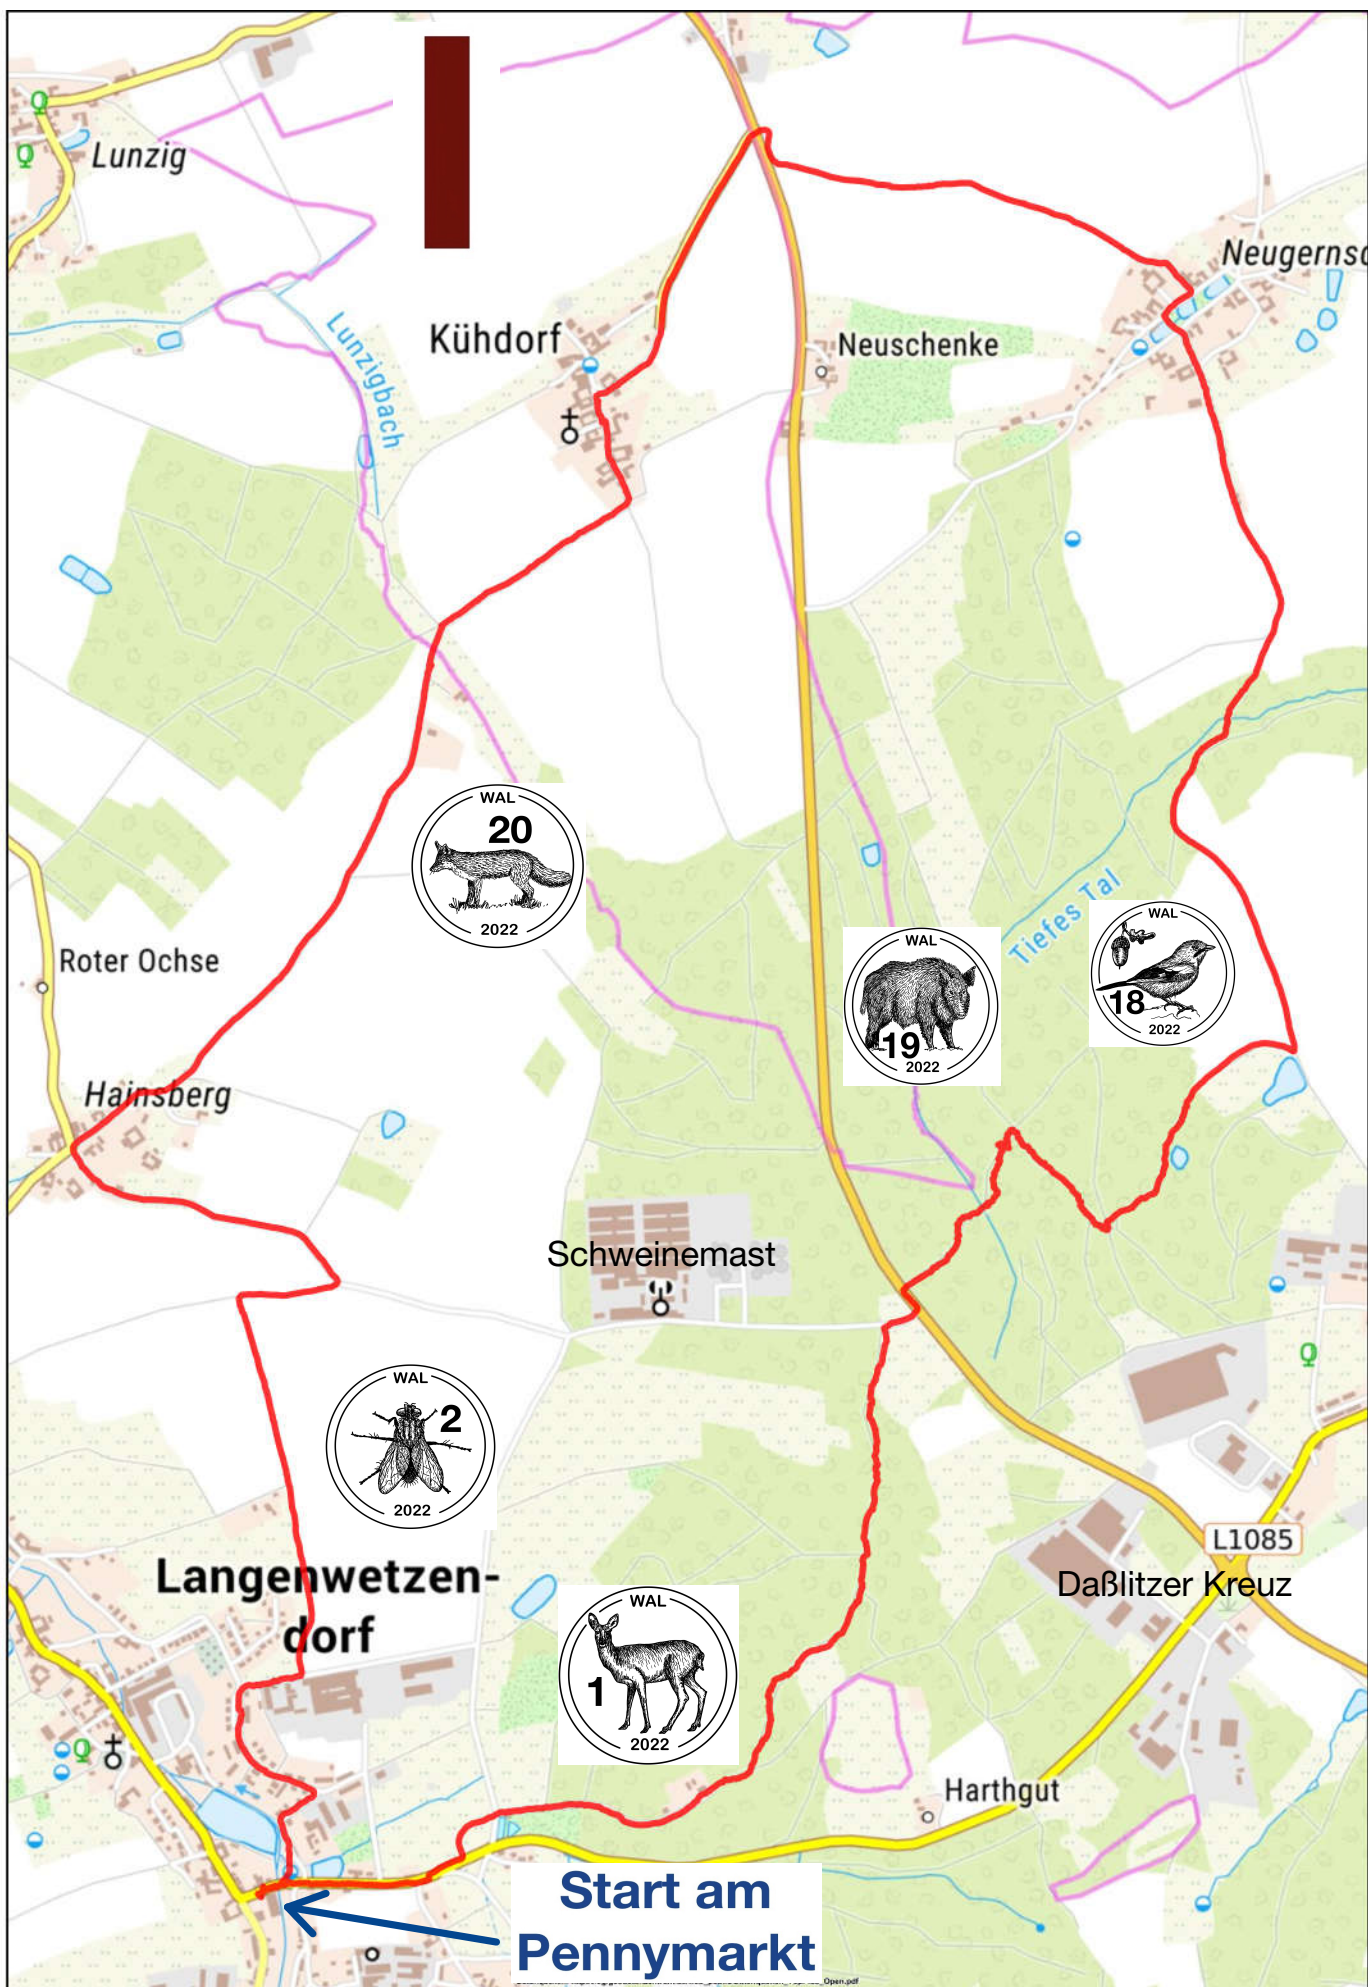 Lunzig
Neugernsd
Kühdorf
Neuschenke
Lunzigbach
WAL
20
2022
Tiefes Tal
WAL
18
2022
WAL
19
2022
Roter Ochse
Hainsberg
Schweinemast
WAL
2
2022
L1085
Daßlitzer Kreuz
Langenwetzen-
dorf
WAL
1
2022
Harthgut
Start am
Pennymarkt